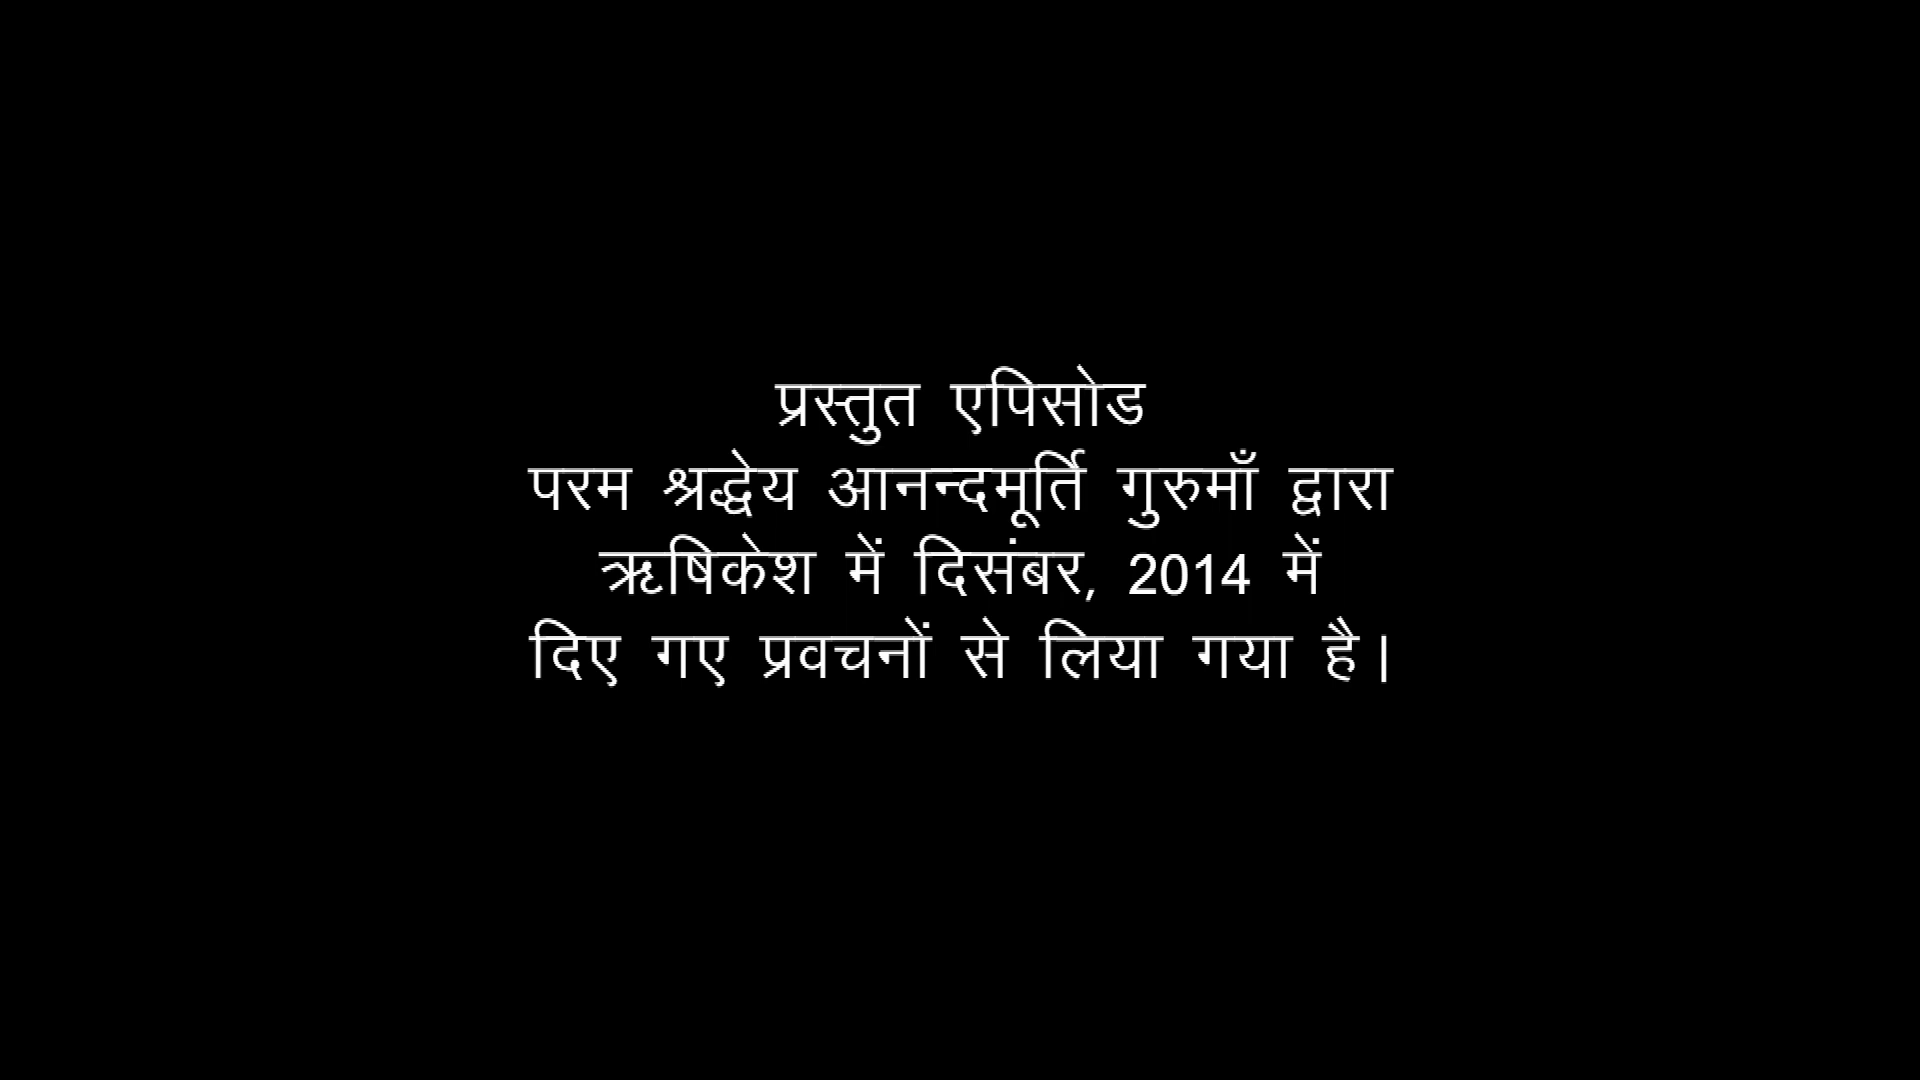 प्रस्तुत एपिसोड
परम श्रद्धेय आनन्दमूर्ति गुरुमाँ द्वारा
ऋषिकेश में दिसंबर, 2014 में
दिए गए प्रवचनों से लिया गया है।